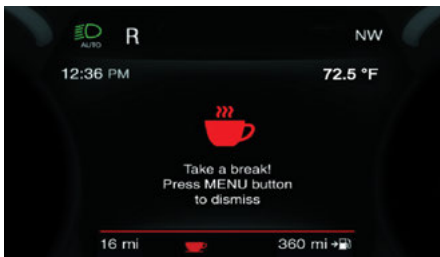 AUTO R NW
12:36 PM 72.5 °F
Take a break!
Press MENU button
to dismiss
16 mi 360 mi